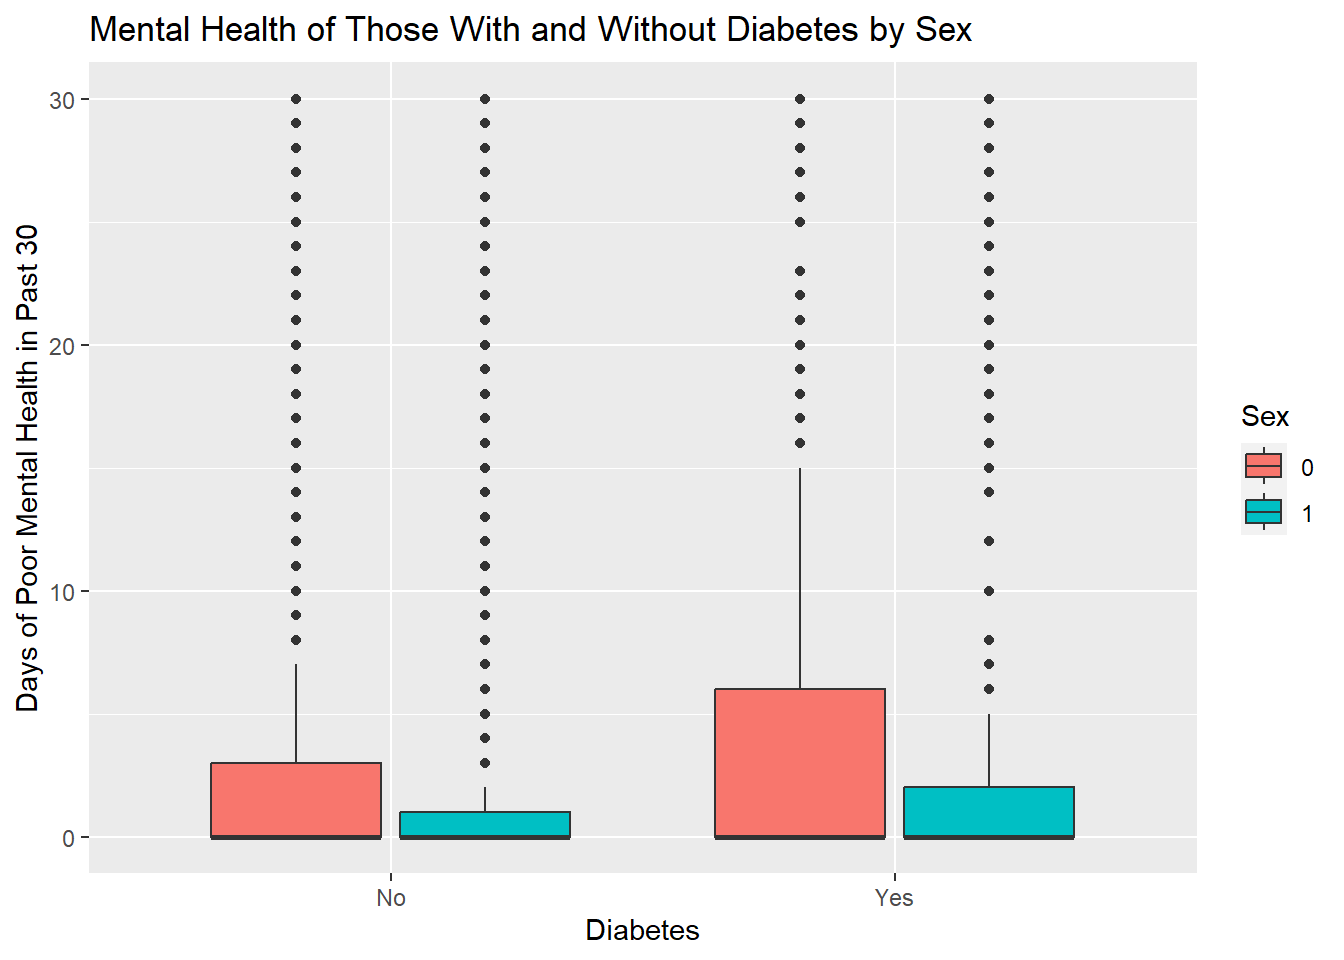 Mental Health of Those With and Without Diabetes by Sex
Days of Poor Mental Health in Past 30
30
20
10
0
No
Yes
Diabetes
Sex
0
1